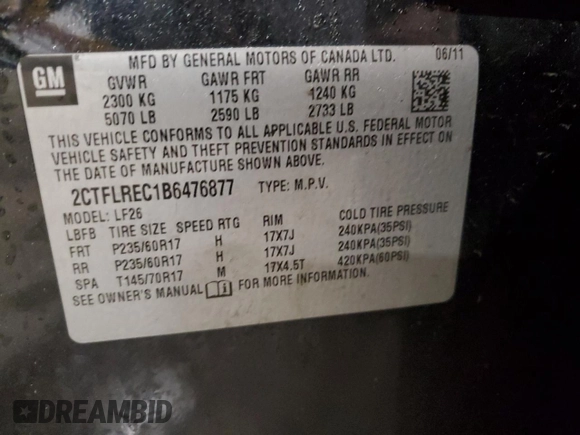 GM
MFD BY GENERAL MOTORS OF CANADA LTD. 06/11
GVWR GAWR FRT GAWR RR
2300 KG 1175 KG 1240 KG
5070 LB 2590 LB 2733 LB
THIS VEHICLE CONFORMS TO ALL APPLICABLE U.S. FEDERAL MOTOR
VEHICLE SAFETY AND THEFT PREVENTION STANDARDS IN EFFECT ON
THE DATE OF MANUFACTURE SHOWN ABOVE.
2CTFLREC1B6476877 TYPE: M.P.V.
MODEL: LF26
LBFB TIRE SIZE SPEED RTG RIM COLD TIRE PRESSURE
FRT P235/60R17 H 17X7J 240KPA(35PSI)
RR P235/60R17 H 17X7J 240KPA(35PSI)
SPA T145/70R17 M 17X4.5T 420KPA(60PSI)
SEE OWNER'S MANUAL FOR MORE INFORMATION.
DREAMBID